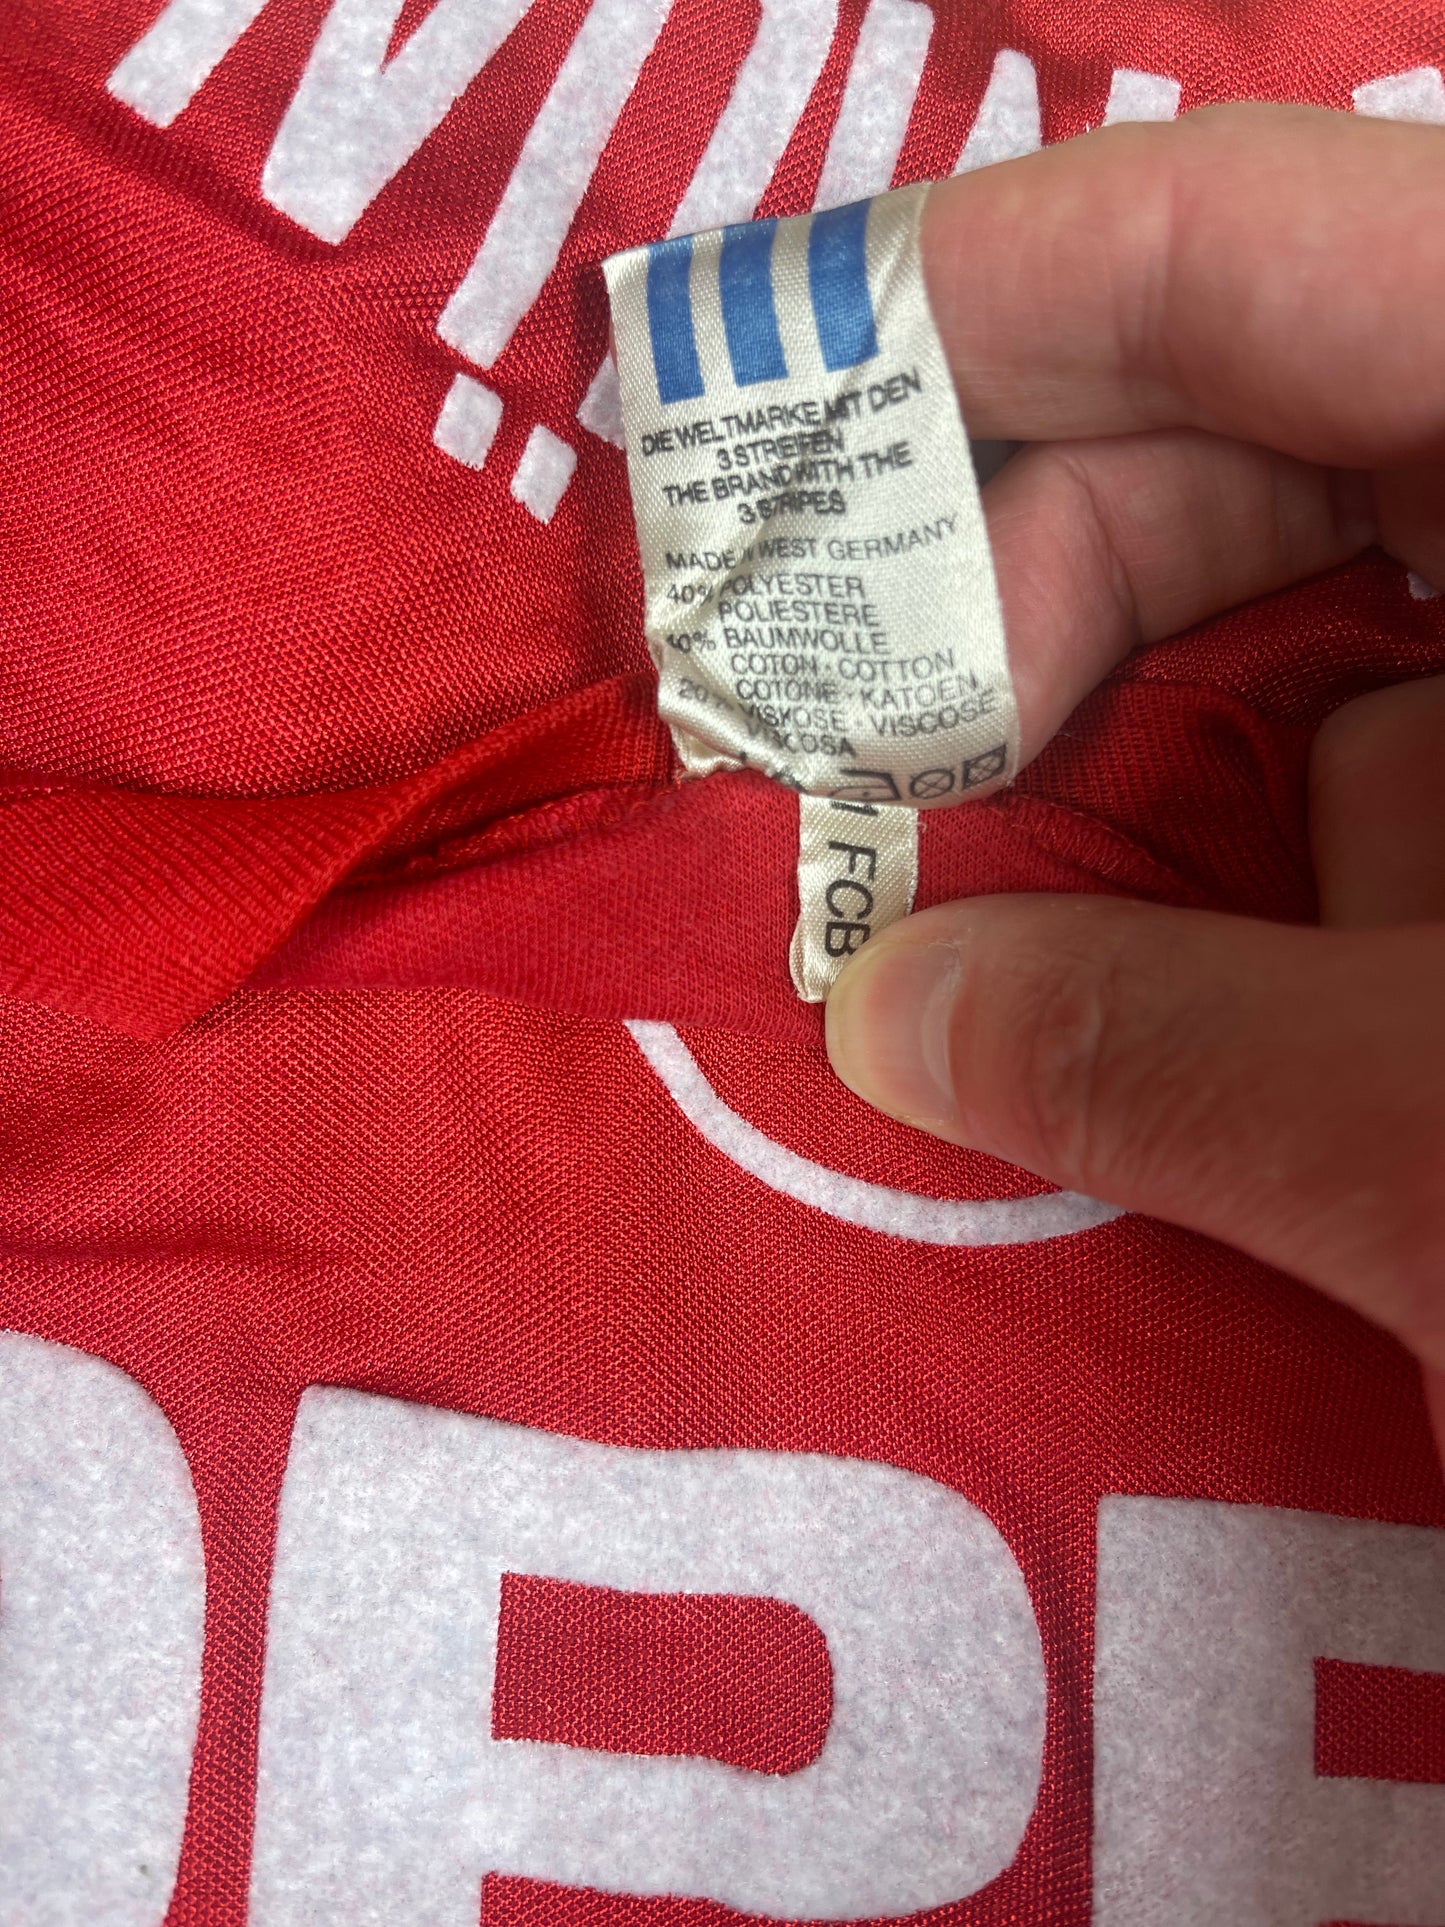 DIE WELTMARKE MIT DEN
3 STREIFEN
THE BRAND WITH THE
3 STRIPES
MADE IN WEST GERMANY
40% POLYESTER
POLIESTERE
40% BAUMWOLLE
COTON · COTTON
COTONE · KATOEN
20% VISKOSE · VISCOSE
VISCOSA
FCB